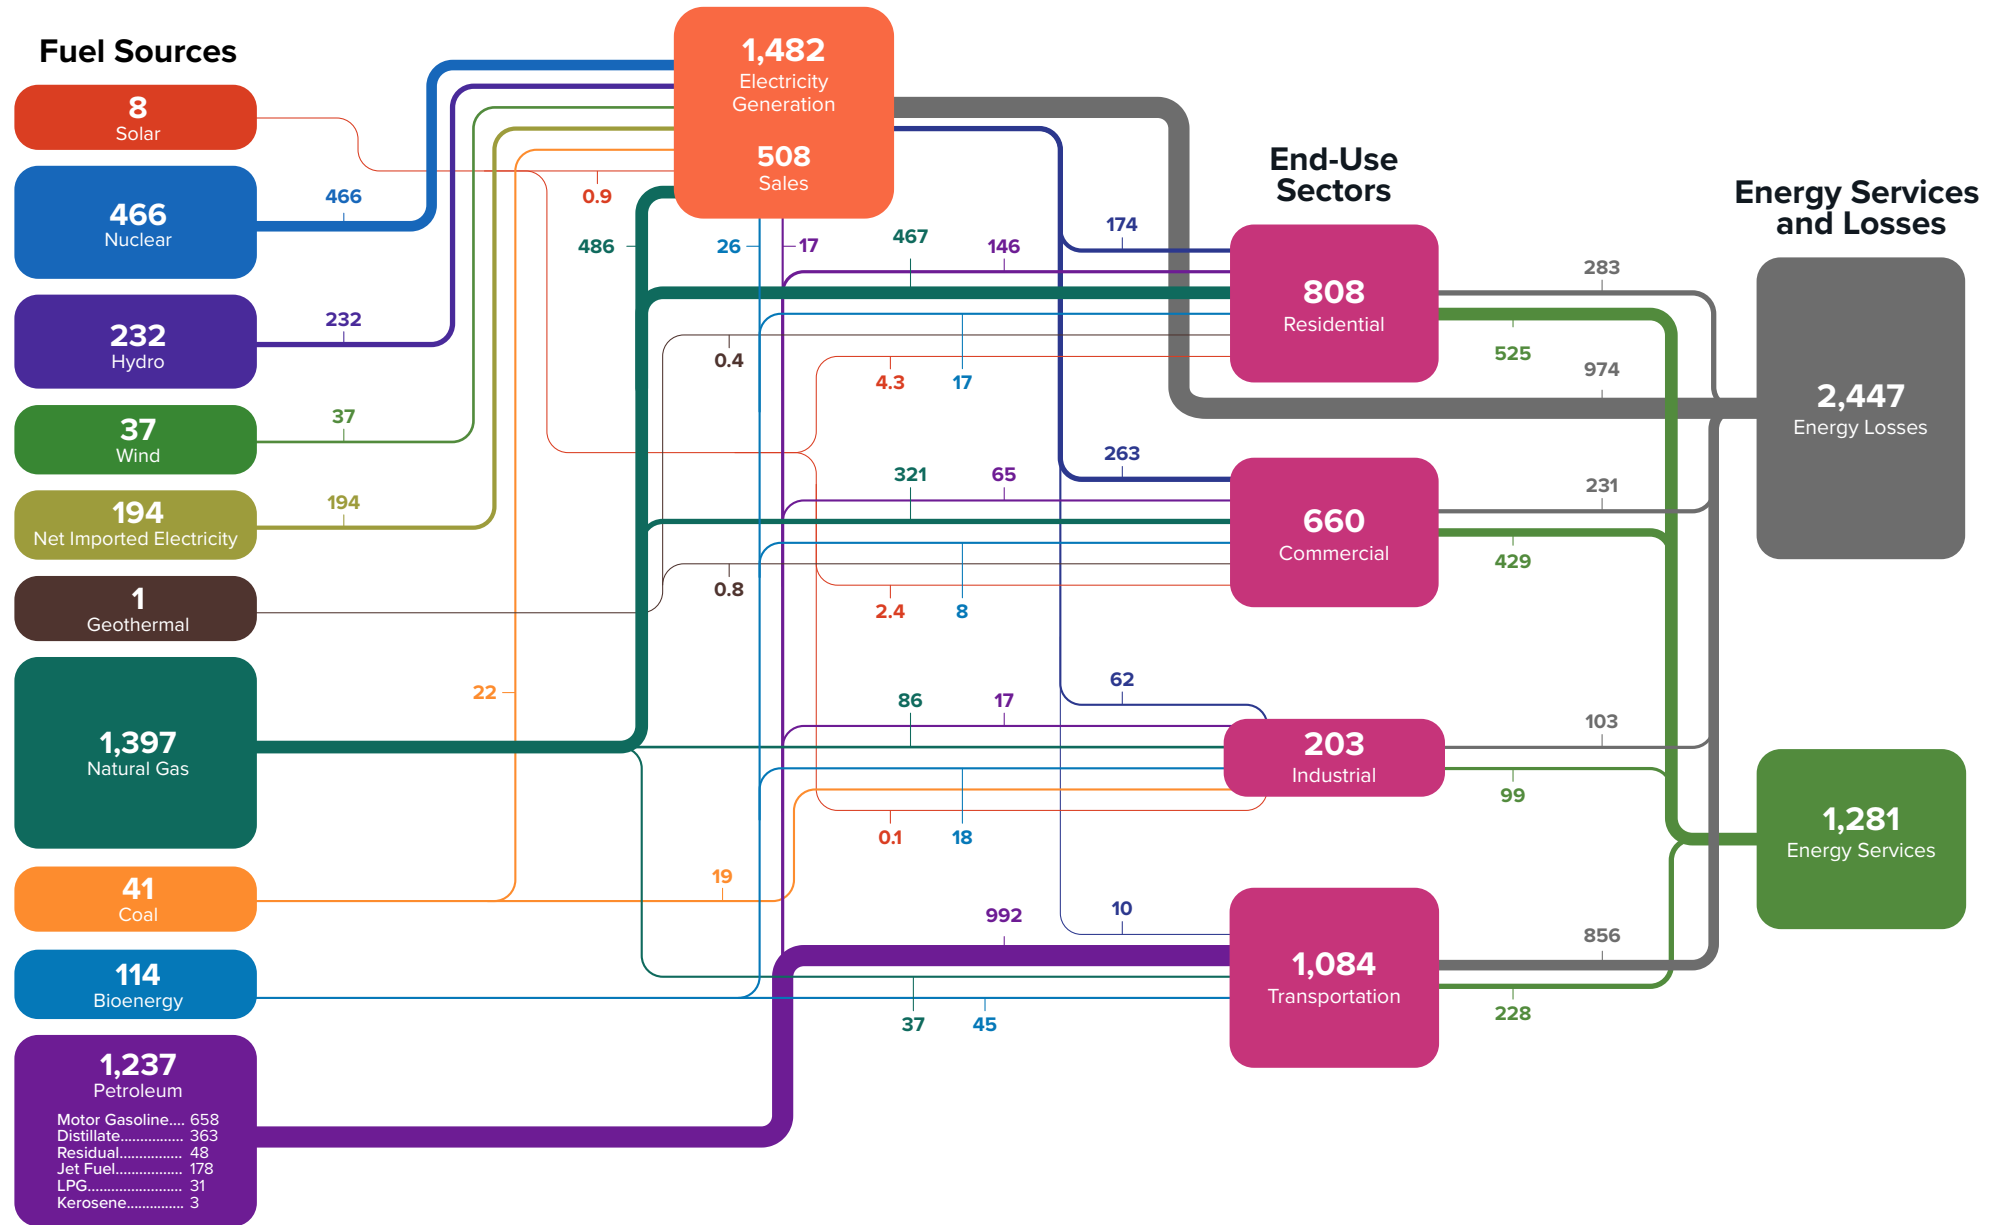 Fuel Sources
8
Solar
466
Nuclear
232
Hydro
37
Wind
194
Net Imported Electricity
1
Geothermal
1,397
Natural Gas
41
Coal
114
Bioenergy
1,237
Petroleum
Motor Gasoline.... 658
Distillate................ 363
Residual................ 48
Jet Fuel................. 178
LPG........................ 31
Kerosene............... 3
466
232
37
194
22
1,482
Electricity
Generation
508
Sales
0.9
486
26
17
467
146
174
0.4
4.3
17
321
65
263
0.8
2.4
8
86
17
62
0.1
18
19
992
10
37
45
End-Use
Sectors
808
Residential
660
Commercial
203
Industrial
1,084
Transportation
283
525
974
231
429
103
99
856
228
Energy Services
and Losses
2,447
Energy Losses
1,281
Energy Services